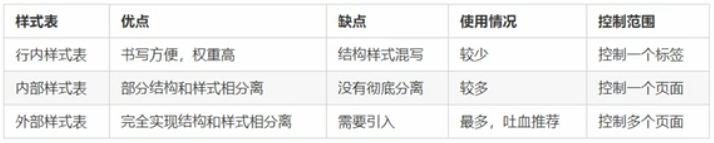 样式表 优点 缺点 使用情况 控制范围
行内样式表 书写方便，权重高 结构样式混写 较少 控制一个标签
内部样式表 部分结构和样式相分离 没有彻底分离 较多 控制一个页面
外部样式表 完全实现结构和样式相分离 需要引入 最多，吐血推荐 控制多个页面